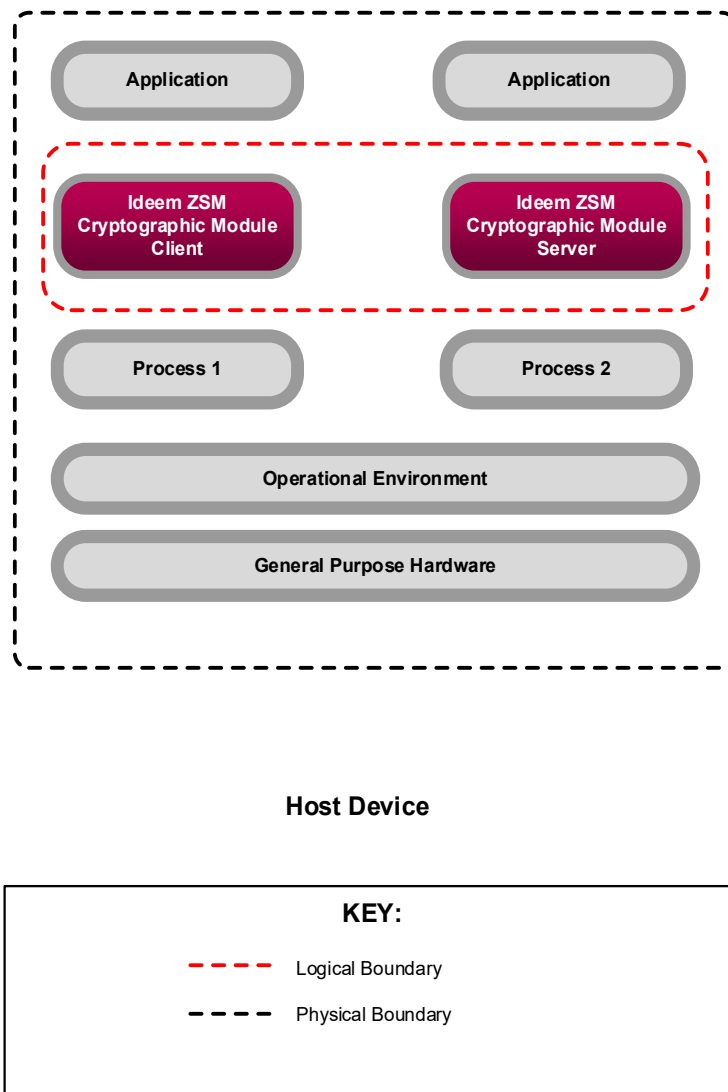 Application
Application
Ideem ZSM
Cryptographic Module
Client
Ideem ZSM
Cryptographic Module
Server
Process 1
Process 2
Operational Environment
General Purpose Hardware
Host Device
KEY:
Logical Boundary
Physical Boundary